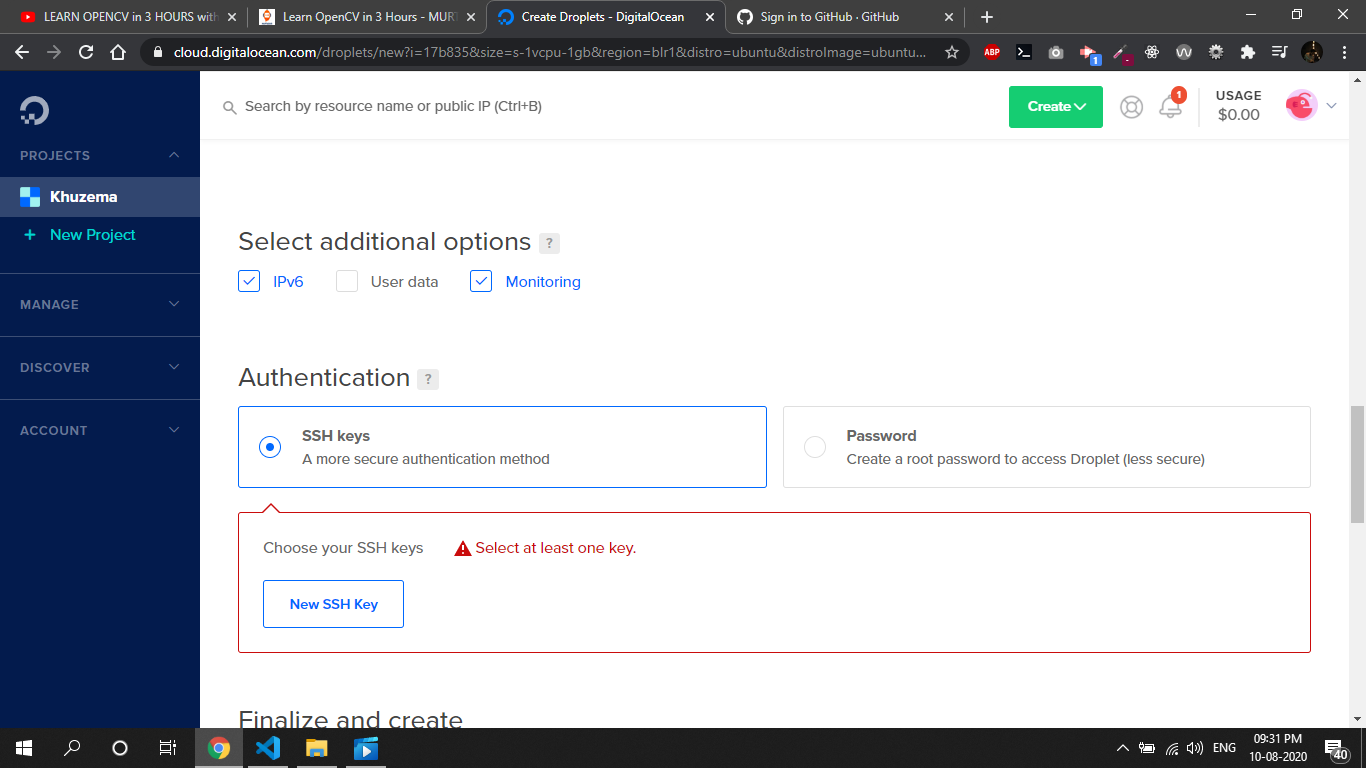 LEARN OPENCV in 3 HOURS with
Learn OpenCV in 3 Hours - MURT
Create Droplets - DigitalOcean
Sign in to GitHub · GitHub
cloud.digitalocean.com/droplets/new?i=17b835&size=s-1vcpu-1gb&region=blr1&distro=ubuntu&distroImage=ubuntu...
ABP
1
-
Search by resource name or public IP (Ctrl+B)
Create
1
USAGE
$0.00
PROJECTS
Khuzema
+ New Project
MANAGE
DISCOVER
ACCOUNT
Select additional options ?
IPv6 User data Monitoring
Authentication ?
SSH keys
A more secure authentication method
Password
Create a root password to access Droplet (less secure)
Choose your SSH keys Select at least one key.
New SSH Key
Finalize and create
ENG
09:31 PM
10-08-2020
40